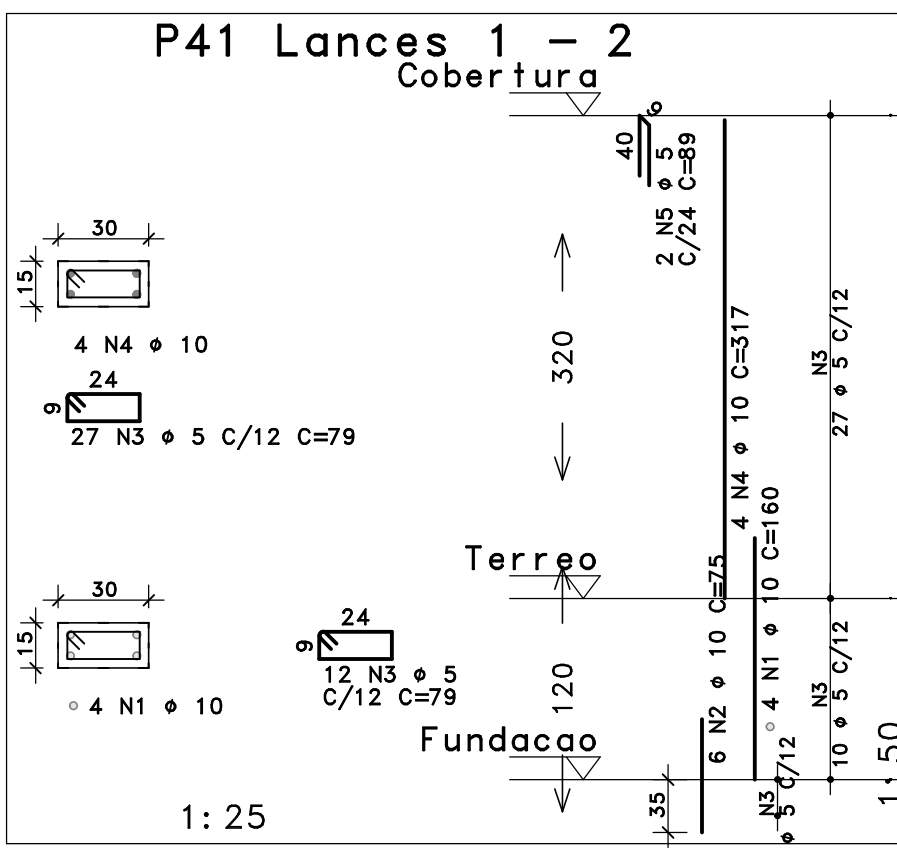 P41 Lances 1 - 2
Cobertura
6
40
2 N5 ø 5
C/24 C=89
30
15
4 N4 ø 10
24
9
27 N3 ø 5 C/12 C=79
320
4 N4 ø 10 C=317
N3
27 ø 5 C/12
Terreo
30
15
4 N1 ø 10
24
9
12 N3 ø 5
C/12 C=79
120
6 N2 ø 10 C=75
4 N1 ø 10 C=160
N3
10 ø 5 C/12
Fundacao
35
N3
ø 5 C/12
1:25